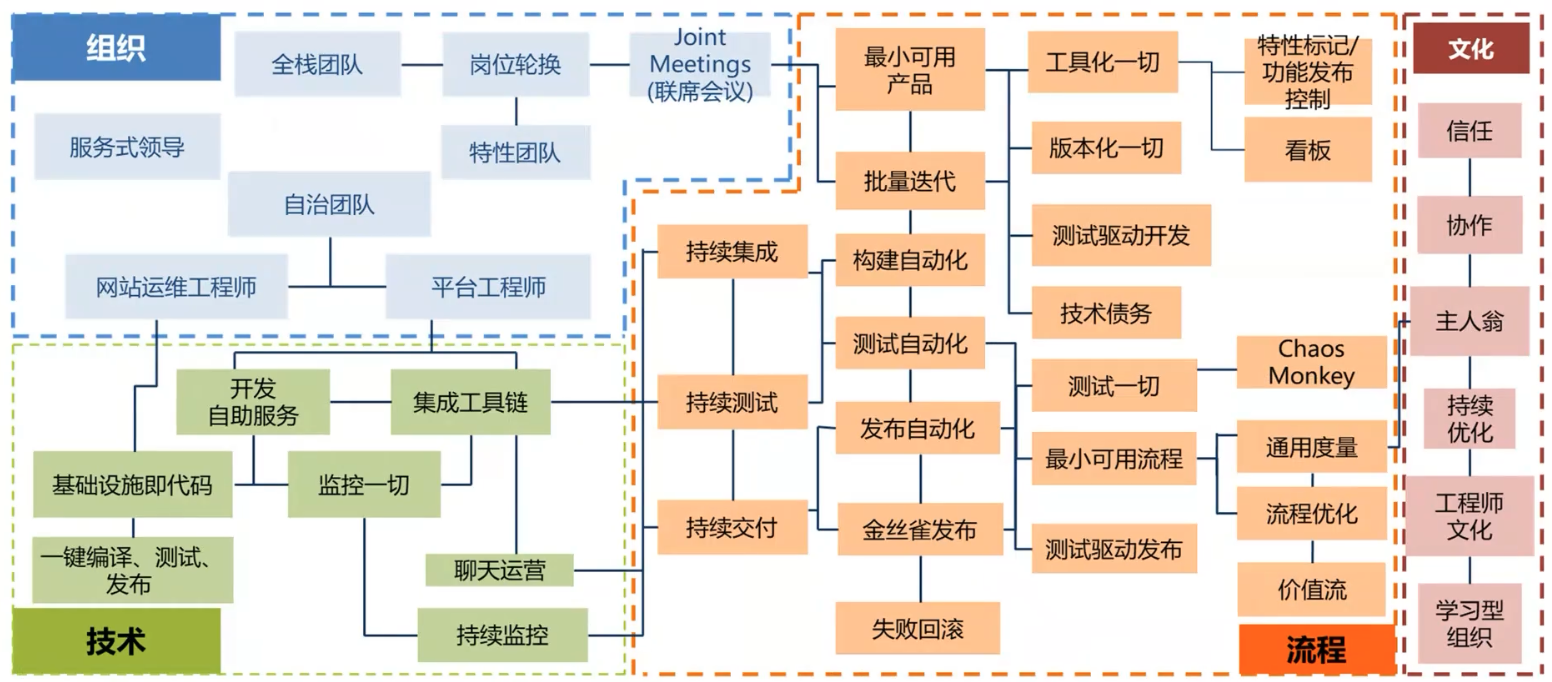 组织
全栈团队
岗位轮换
Joint
Meetings
(联席会议)
服务式领导
特性团队
自治团队
网站运维工程师
平台工程师
开发
自助服务
集成工具链
基础设施即代码
监控一切
一键编译、测试、
发布
聊天运营
持续监控
技术
最小可用
产品
工具化一切
特性标记/
功能发布
控制
版本化一切
看板
批量迭代
持续集成
构建自动化
测试驱动开发
技术债务
测试自动化
Chaos
Monkey
持续测试
测试一切
发布自动化
最小可用流程
通用度量
持续交付
金丝雀发布
流程优化
测试驱动发布
价值流
失败回滚
流程
文化
信任
协作
主人翁
持续
优化
工程师
文化
学习型
组织